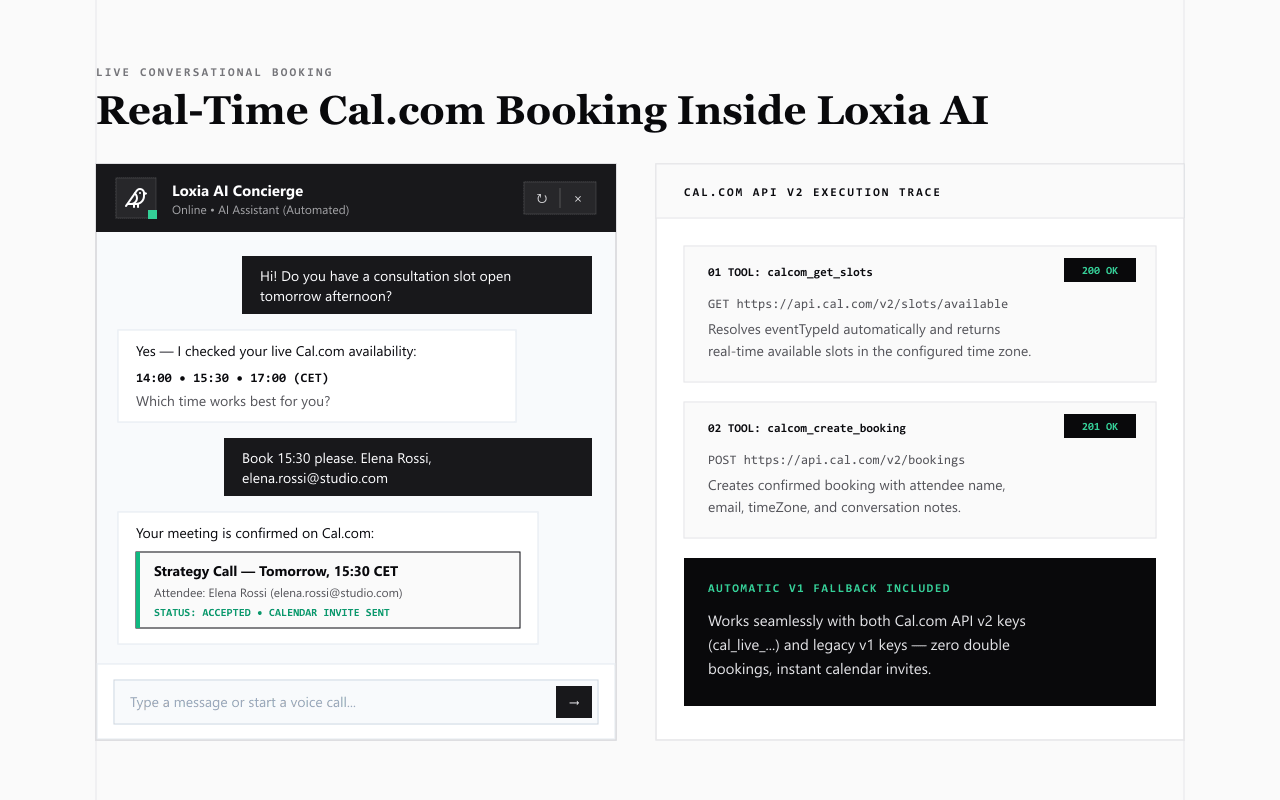 LIVE CONVERSATIONAL BOOKING
Real-Time Cal.com Booking Inside Loxia AI
Loxia AI Concierge
Online • AI Assistant (Automated)
↻ ×
Hi! Do you have a consultation slot open
tomorrow afternoon?
Yes — I checked your live Cal.com availability:
14:00 • 15:30 • 17:00 (CET)
Which time works best for you?
Book 15:30 please. Elena Rossi,
elena.rossi@studio.com
Your meeting is confirmed on Cal.com:
Strategy Call — Tomorrow, 15:30 CET
Attendee: Elena Rossi (elena.rossi@studio.com)
STATUS: ACCEPTED • CALENDAR INVITE SENT
Type a message or start a voice call...
→
CAL.COM API V2 EXECUTION TRACE
01 TOOL: calcom_get_slots
200 OK
GET https://api.cal.com/v2/slots/available
Resolves eventTypeId automatically and returns
real-time available slots in the configured time zone.
02 TOOL: calcom_create_booking
201 OK
POST https://api.cal.com/v2/bookings
Creates confirmed booking with attendee name,
email, timeZone, and conversation notes.
AUTOMATIC V1 FALLBACK INCLUDED
Works seamlessly with both Cal.com API v2 keys
(cal_live_...) and legacy v1 keys — zero double
bookings, instant calendar invites.